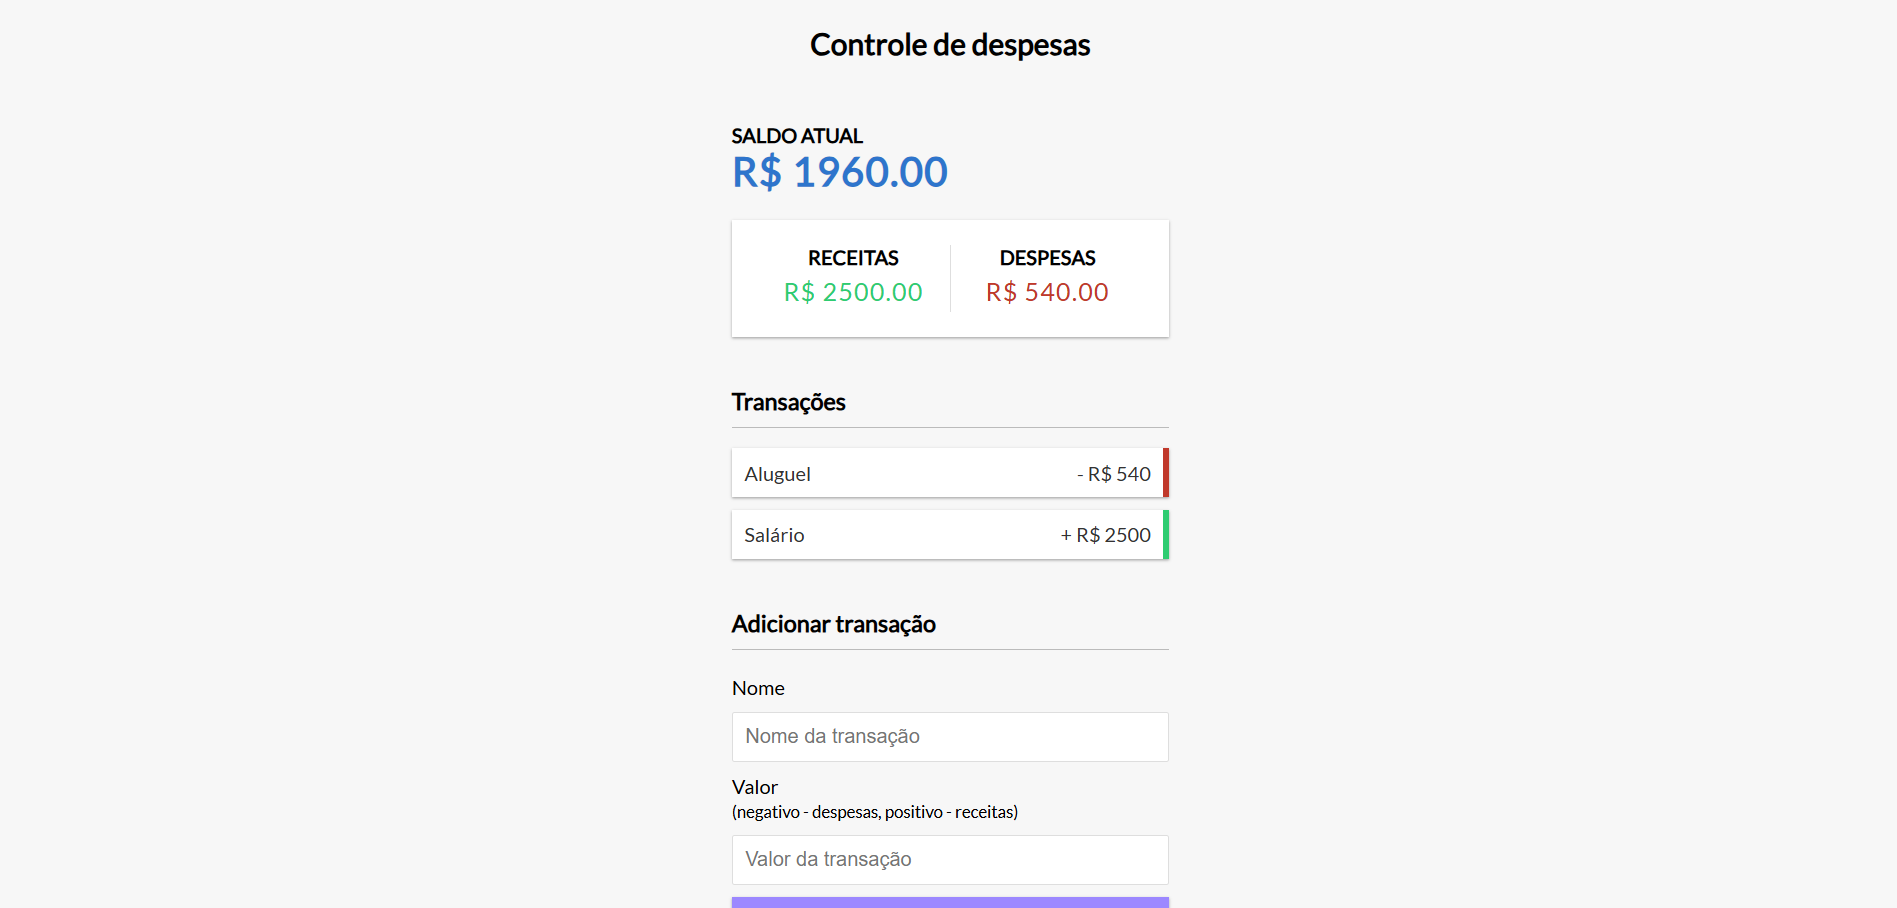 Controle de despesas
SALDO ATUAL
R$ 1960.00
RECEITAS
R$ 2500.00
DESPESAS
R$ 540.00
Transações
Aluguel - R$ 540
Salário + R$ 2500
Adicionar transação
Nome
Nome da transação
Valor
(negativo - despesas, positivo - receitas)
Valor da transação